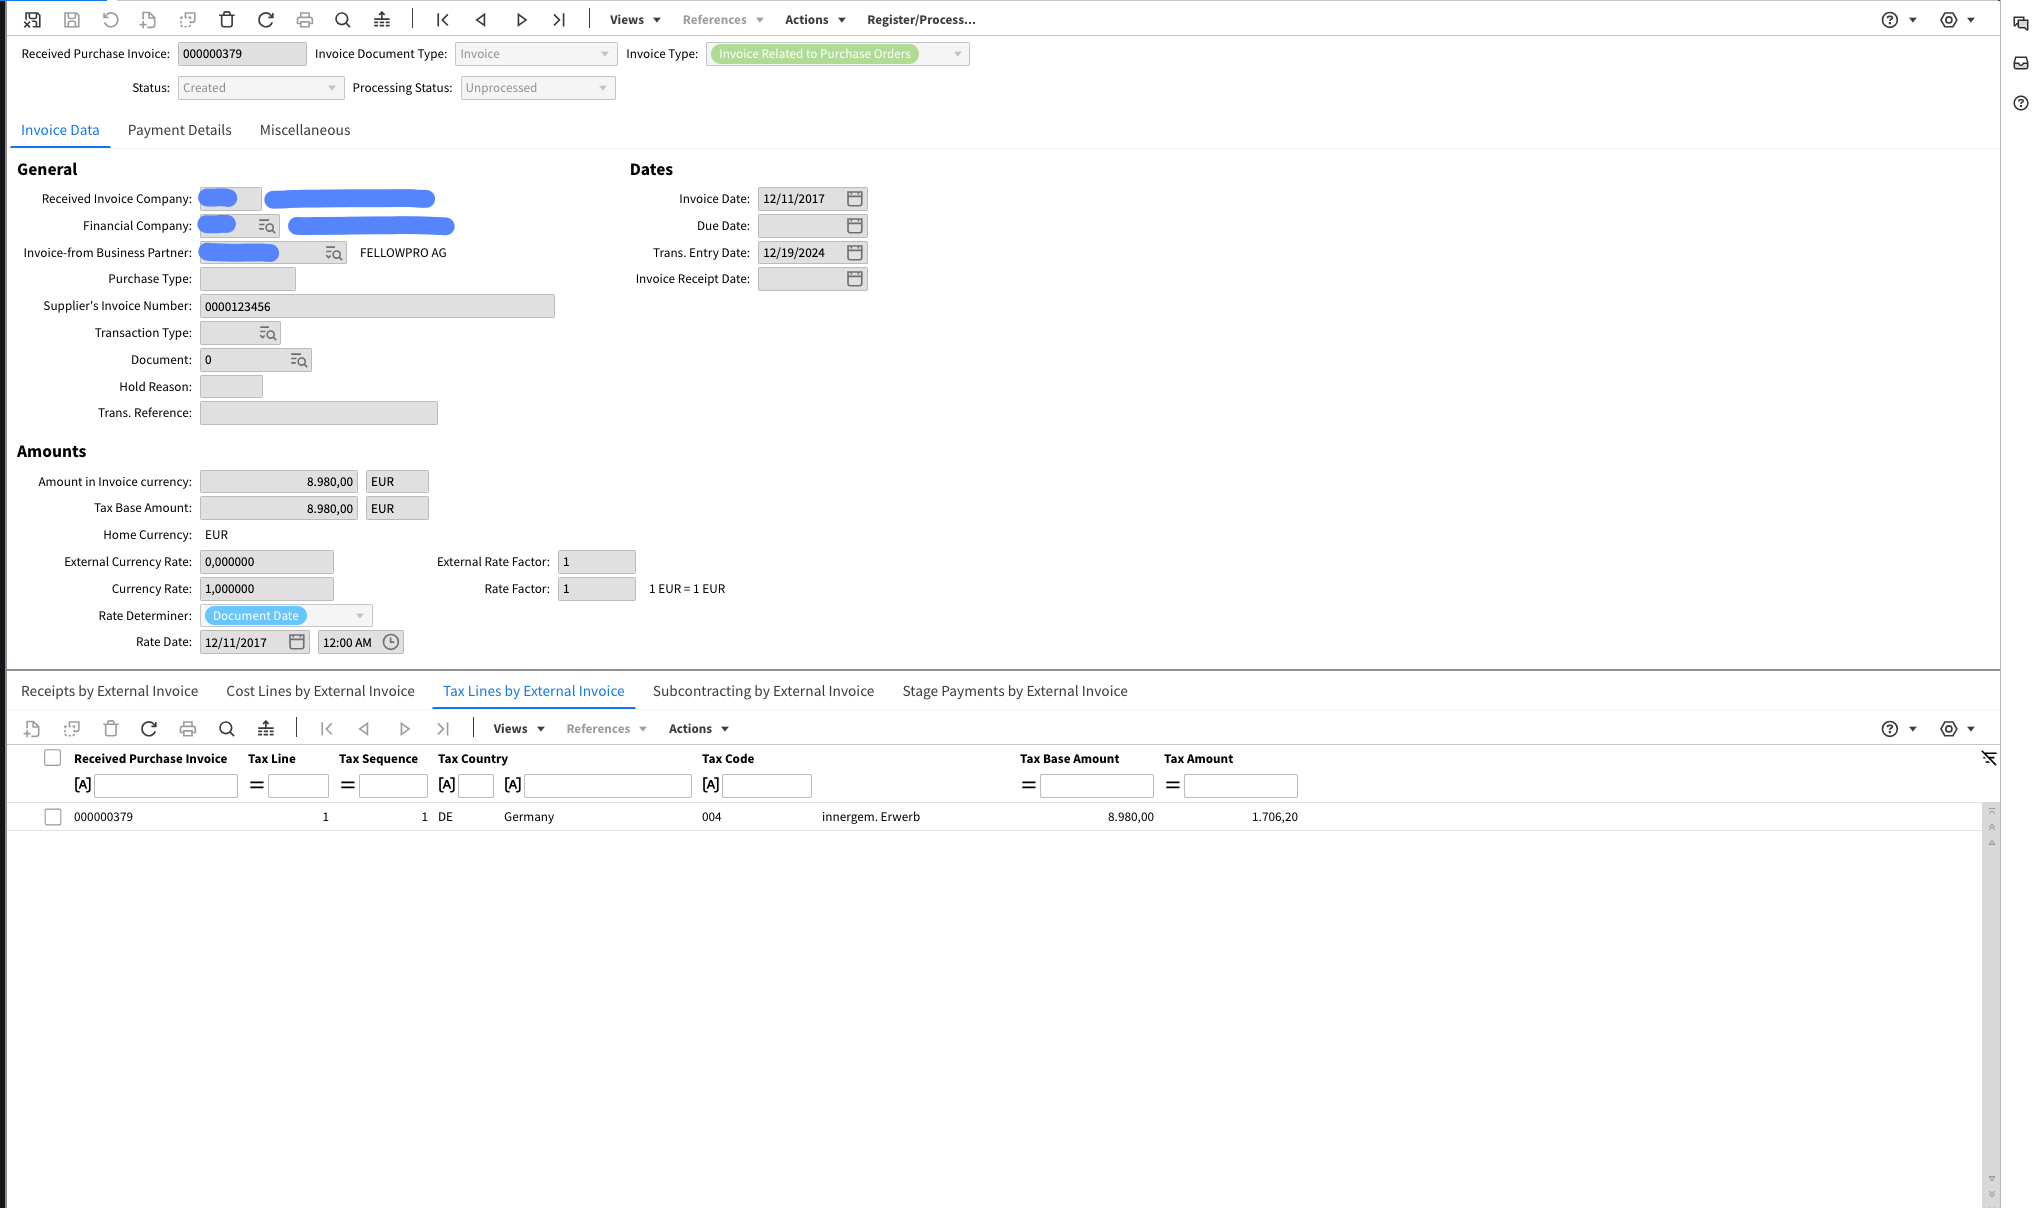 Views References Actions Register/Process...
Received Purchase Invoice: 000000379 Invoice Document Type: Invoice Invoice Type: Invoice Related to Purchase Orders
Status: Created Processing Status: Unprocessed
Invoice Data Payment Details Miscellaneous
General
Received Invoice Company:
Financial Company:
Invoice-from Business Partner: FELLOWPRO AG
Purchase Type:
Supplier's Invoice Number: 0000123456
Transaction Type:
Document: 0
Hold Reason:
Trans. Reference:
Dates
Invoice Date: 12/11/2017
Due Date:
Trans. Entry Date: 12/19/2024
Invoice Receipt Date:
Amounts
Amount in Invoice currency: 8.980,00 EUR
Tax Base Amount: 8.980,00 EUR
Home Currency: EUR
External Currency Rate: 0,000000 External Rate Factor: 1
Currency Rate: 1,000000 Rate Factor: 1 1 EUR = 1 EUR
Rate Determiner: Document Date
Rate Date: 12/11/2017 12:00 AM
Receipts by External Invoice Cost Lines by External Invoice Tax Lines by External Invoice Subcontracting by External Invoice Stage Payments by External Invoice
Views References Actions
Received Purchase Invoice Tax Line Tax Sequence Tax Country Tax Code Tax Base Amount Tax Amount
[A] = = [A] [A] [A] = =
000000379 1 1 DE Germany 004 innergem. Erwerb 8.980,00 1.706,20